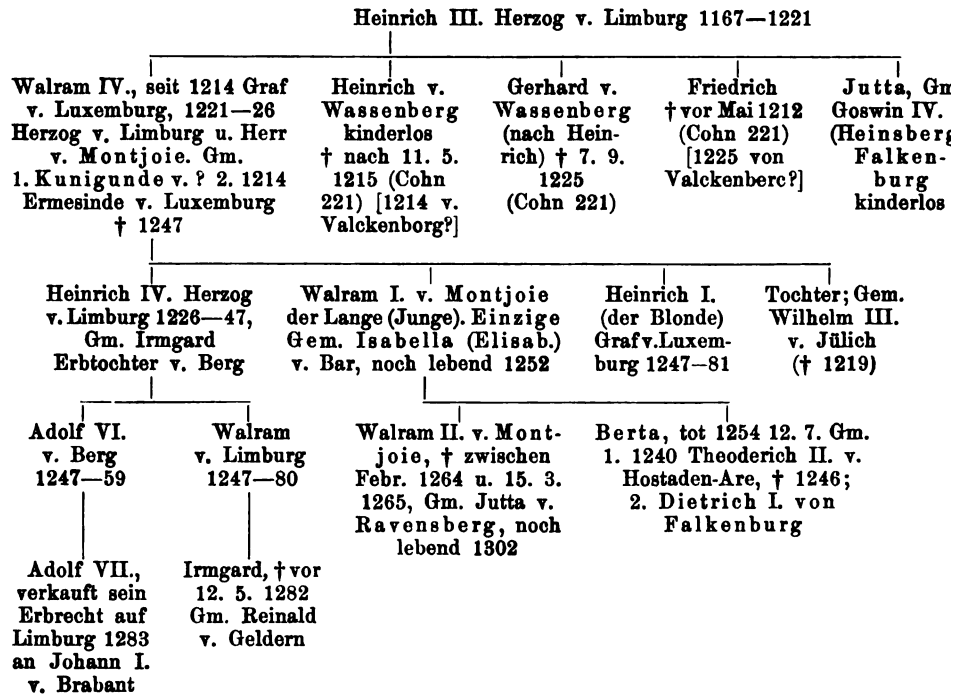 Heinrich III. Herzog v. Limburg 1167—1221
Walram IV., seit 1214 Graf
v. Luxemburg, 1221—26
Herzog v. Limburg u. Herr
v. Montjoie. Gm.
1. Kunigunde v. ? 2. 1214
Ermesinde v. Luxemburg
† 1247
Heinrich v.
Wassenberg
kinderlos
† nach 11. 5.
1215 (Cohn
221) [1214 v.
Valckenborg?]
Gerhard v.
Wassenberg
(nach Hein-
rich) † 7. 9.
1225
(Cohn 221)
Friedrich
† vor Mai 1212
(Cohn 221)
[1225 von
Valckenberc?]
Jutta, Gm
Goswin IV.
(Heinsberg
Falken-
burg
kinderlos
Heinrich IV. Herzog
v. Limburg 1226—47,
Gm. Irmgard
Erbtochter v. Berg
Walram I. v. Montjoie
der Lange (Junge). Einzige
Gem. Isabella (Elisab.)
v. Bar, noch lebend 1252
Heinrich I.
(der Blonde)
Graf v. Luxem-
burg 1247—81
Tochter; Gem.
Wilhelm III.
v. Jülich
(† 1219)
Adolf VI.
v. Berg
1247—59
Walram
v. Limburg
1247—80
Walram II. v. Mont-
joie, † zwischen
Febr. 1264 u. 15. 3.
1265, Gm. Jutta v.
Ravensberg, noch
lebend 1302
Berta, tot 1254 12. 7. Gm.
1. 1240 Theoderich II. v.
Hostaden-Are, † 1246;
2. Dietrich I. von
Falkenburg
Adolf VII.,
verkauft sein
Erbrecht auf
Limburg 1283
an Johann I.
v. Brabant
Irmgard, † vor
12. 5. 1282
Gm. Reinald
v. Geldern